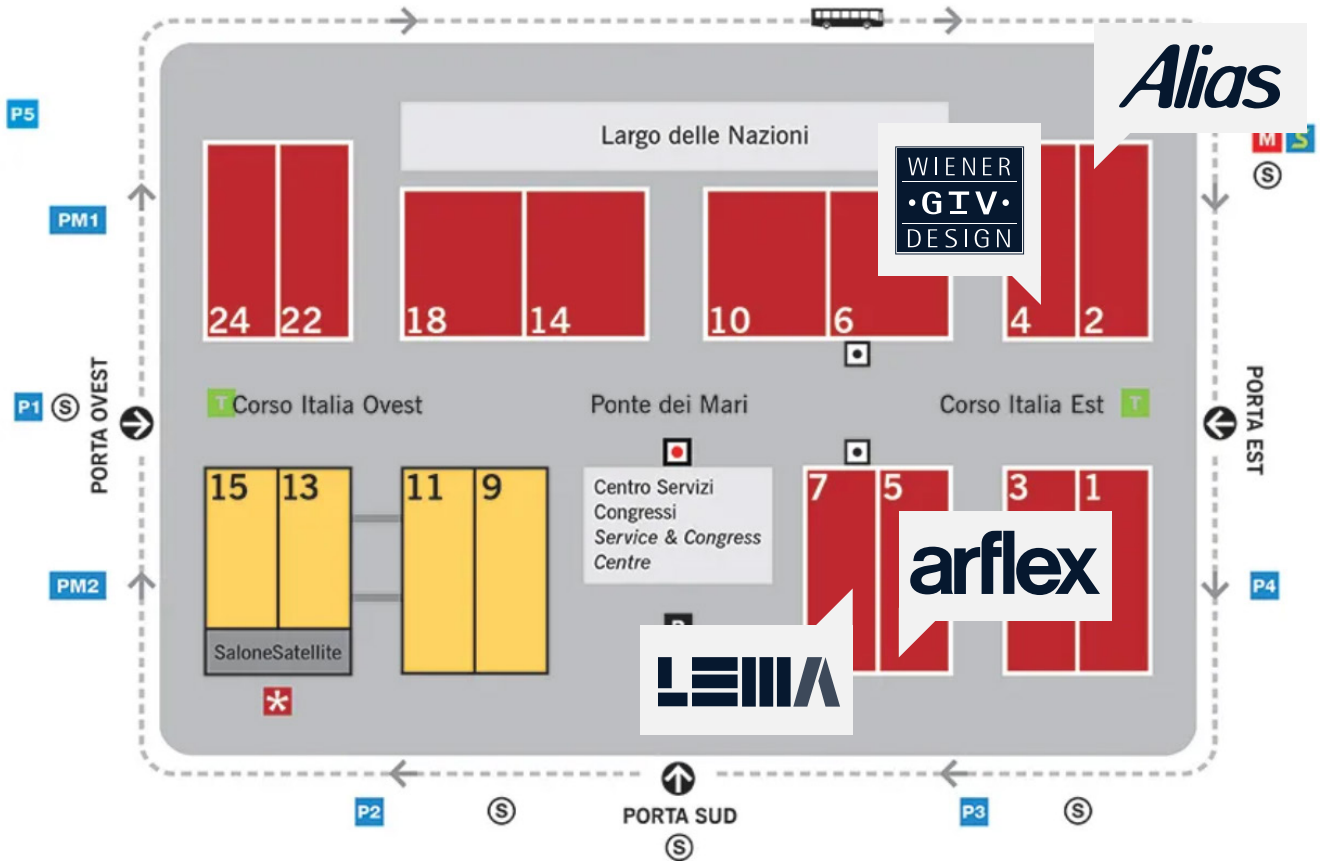 Alias
P5
Largo delle Nazioni
M S
S
WIENER
GTV
DESIGN
PM1
24 22 18 14 10 6 4 2
P1 S
PORTA OVEST
T Corso Italia Ovest
Ponte dei Mari
Corso Italia Est T
PORTA EST
15 13 11 9
Centro Servizi
Congressi
Service & Congress
Centre
7 5 3 1
arflex
PM2
P4
SaloneSatellite
LEMA
P2
S
PORTA SUD
S
P3
S